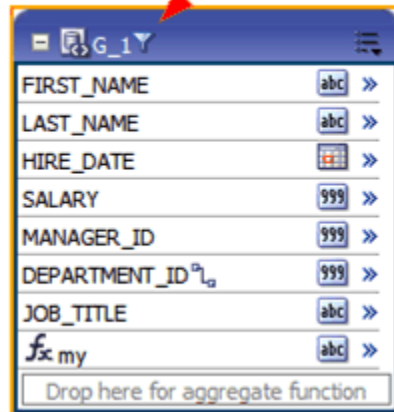 G_1
FIRST_NAME abc
LAST_NAME abc
HIRE_DATE
SALARY 999
MANAGER_ID 999
DEPARTMENT_ID 999
JOB_TITLE abc
fx my abc
Drop here for aggregate function